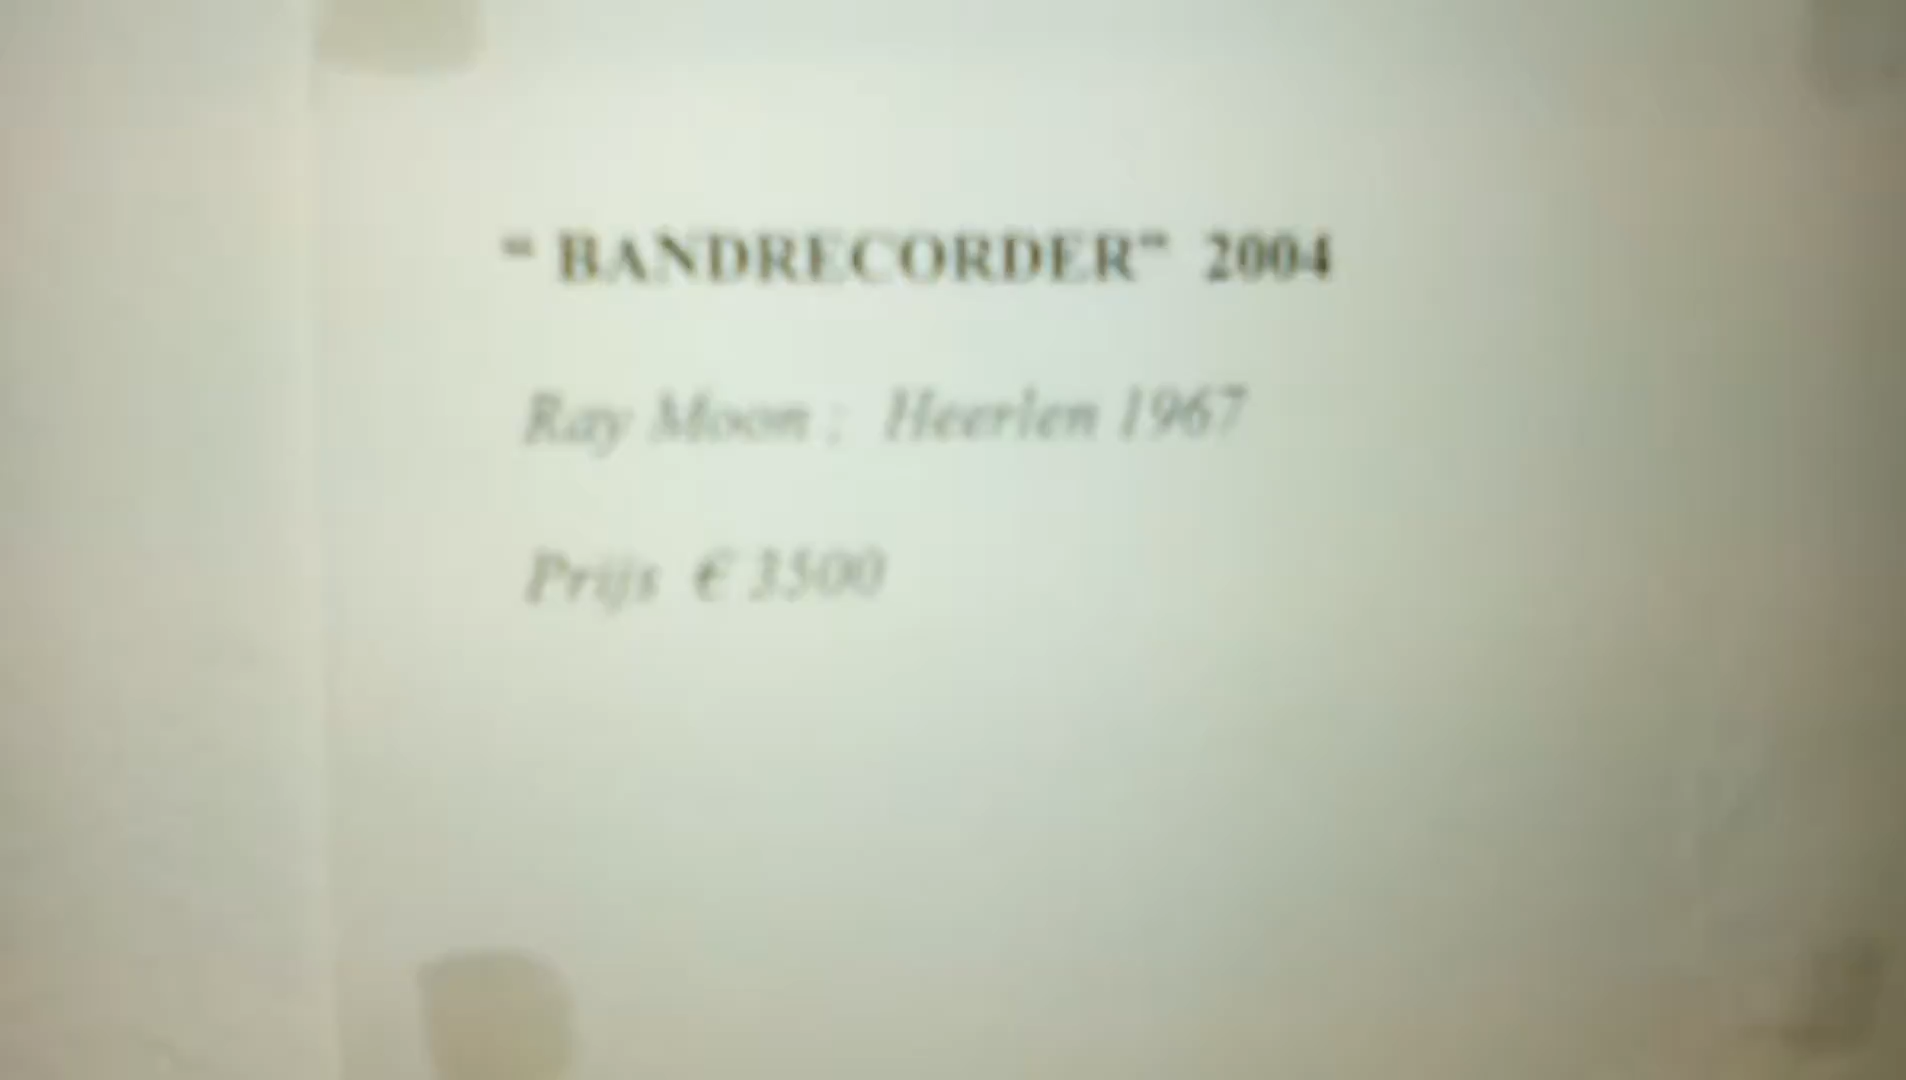 “ BANDRECORDER” 2004
Ray Moon ; Heerlen 1967
Prijs € 3500